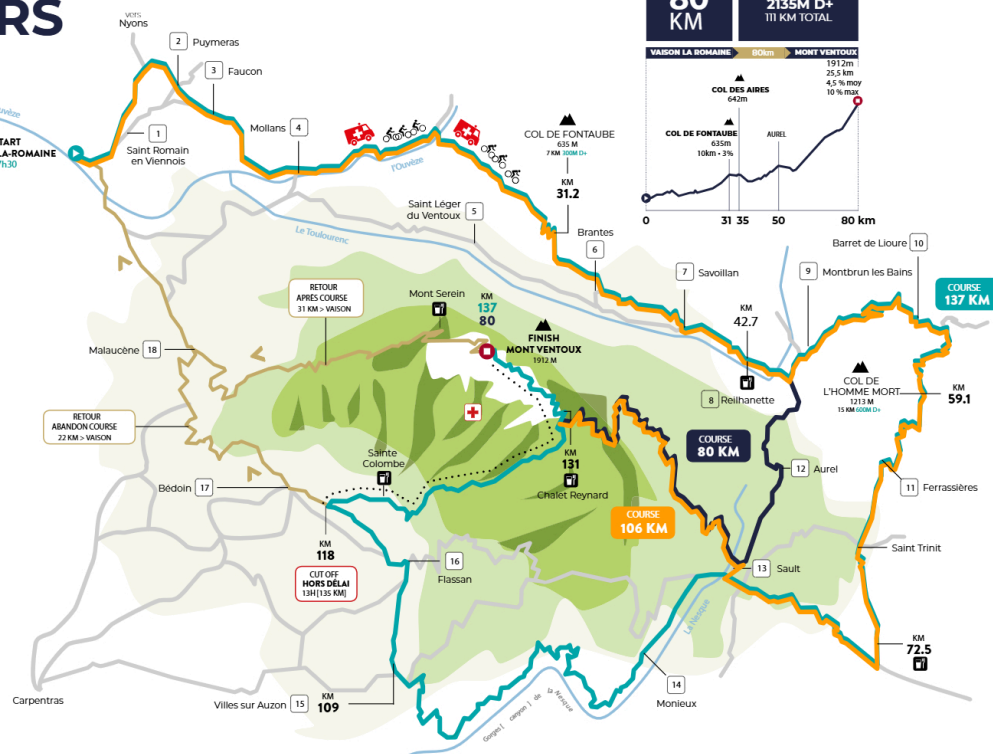 RS
80
KM
2135M D+
111 KM TOTAL
VAISON LA ROMAINE
80km
MONT VENTOUX
1912m
25,5 km
4,5 % moy
10 % max
COL DES AIRES
642m
COL DE FONTAUBE
635m
10km • 3%
AUREL
0
31
35
50
80 km
vers
Nyons
2
Puymeras
3
Faucon
1
Saint Romain
en Viennois
Mollans
4
TART
LA-ROMAINE
7h30
l'Ouvèze
COL DE FONTAUBE
635 M
7 KM 300M D+
KM
31.2
Saint Léger
du Ventoux
5
Le Toulourenc
Brantes
6
7
Savoillan
Barret de Lioure
10
9
Montbrun les Bains
COURSE
137 KM
RETOUR
APRÈS COURSE
31 KM > VAISON
Mont Serein
KM
137
80
FINISH
MONT VENTOUX
1912 M
KM
42.7
8
Reilhanette
COL DE
L'HOMME MORT
1213 M
15 KM 600M D+
KM
59.1
Malaucène
18
RETOUR
ABANDON COURSE
22 KM > VAISON
Sainte
Colombe
KM
131
Chalet Reynard
COURSE
80 KM
12
Aurel
Bédoin
17
COURSE
106 KM
11
Ferrassières
KM
118
CUT OFF
HORS DÉLAI
13H [135 KM]
16
Flassan
13
Sault
Saint Trinit
La Nesque
KM
72.5
14
Monieux
Gorges [ canyon ] de la Nesque
Carpentras
Villes sur Auzon
15
KM
109